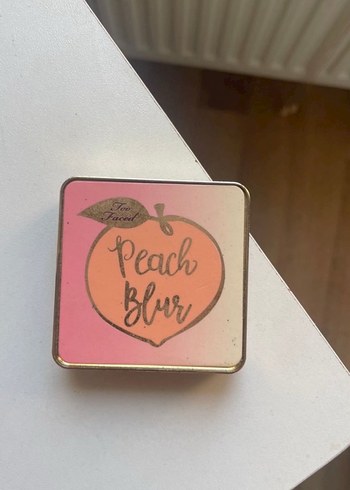 Too
Faced
Peach
Blur